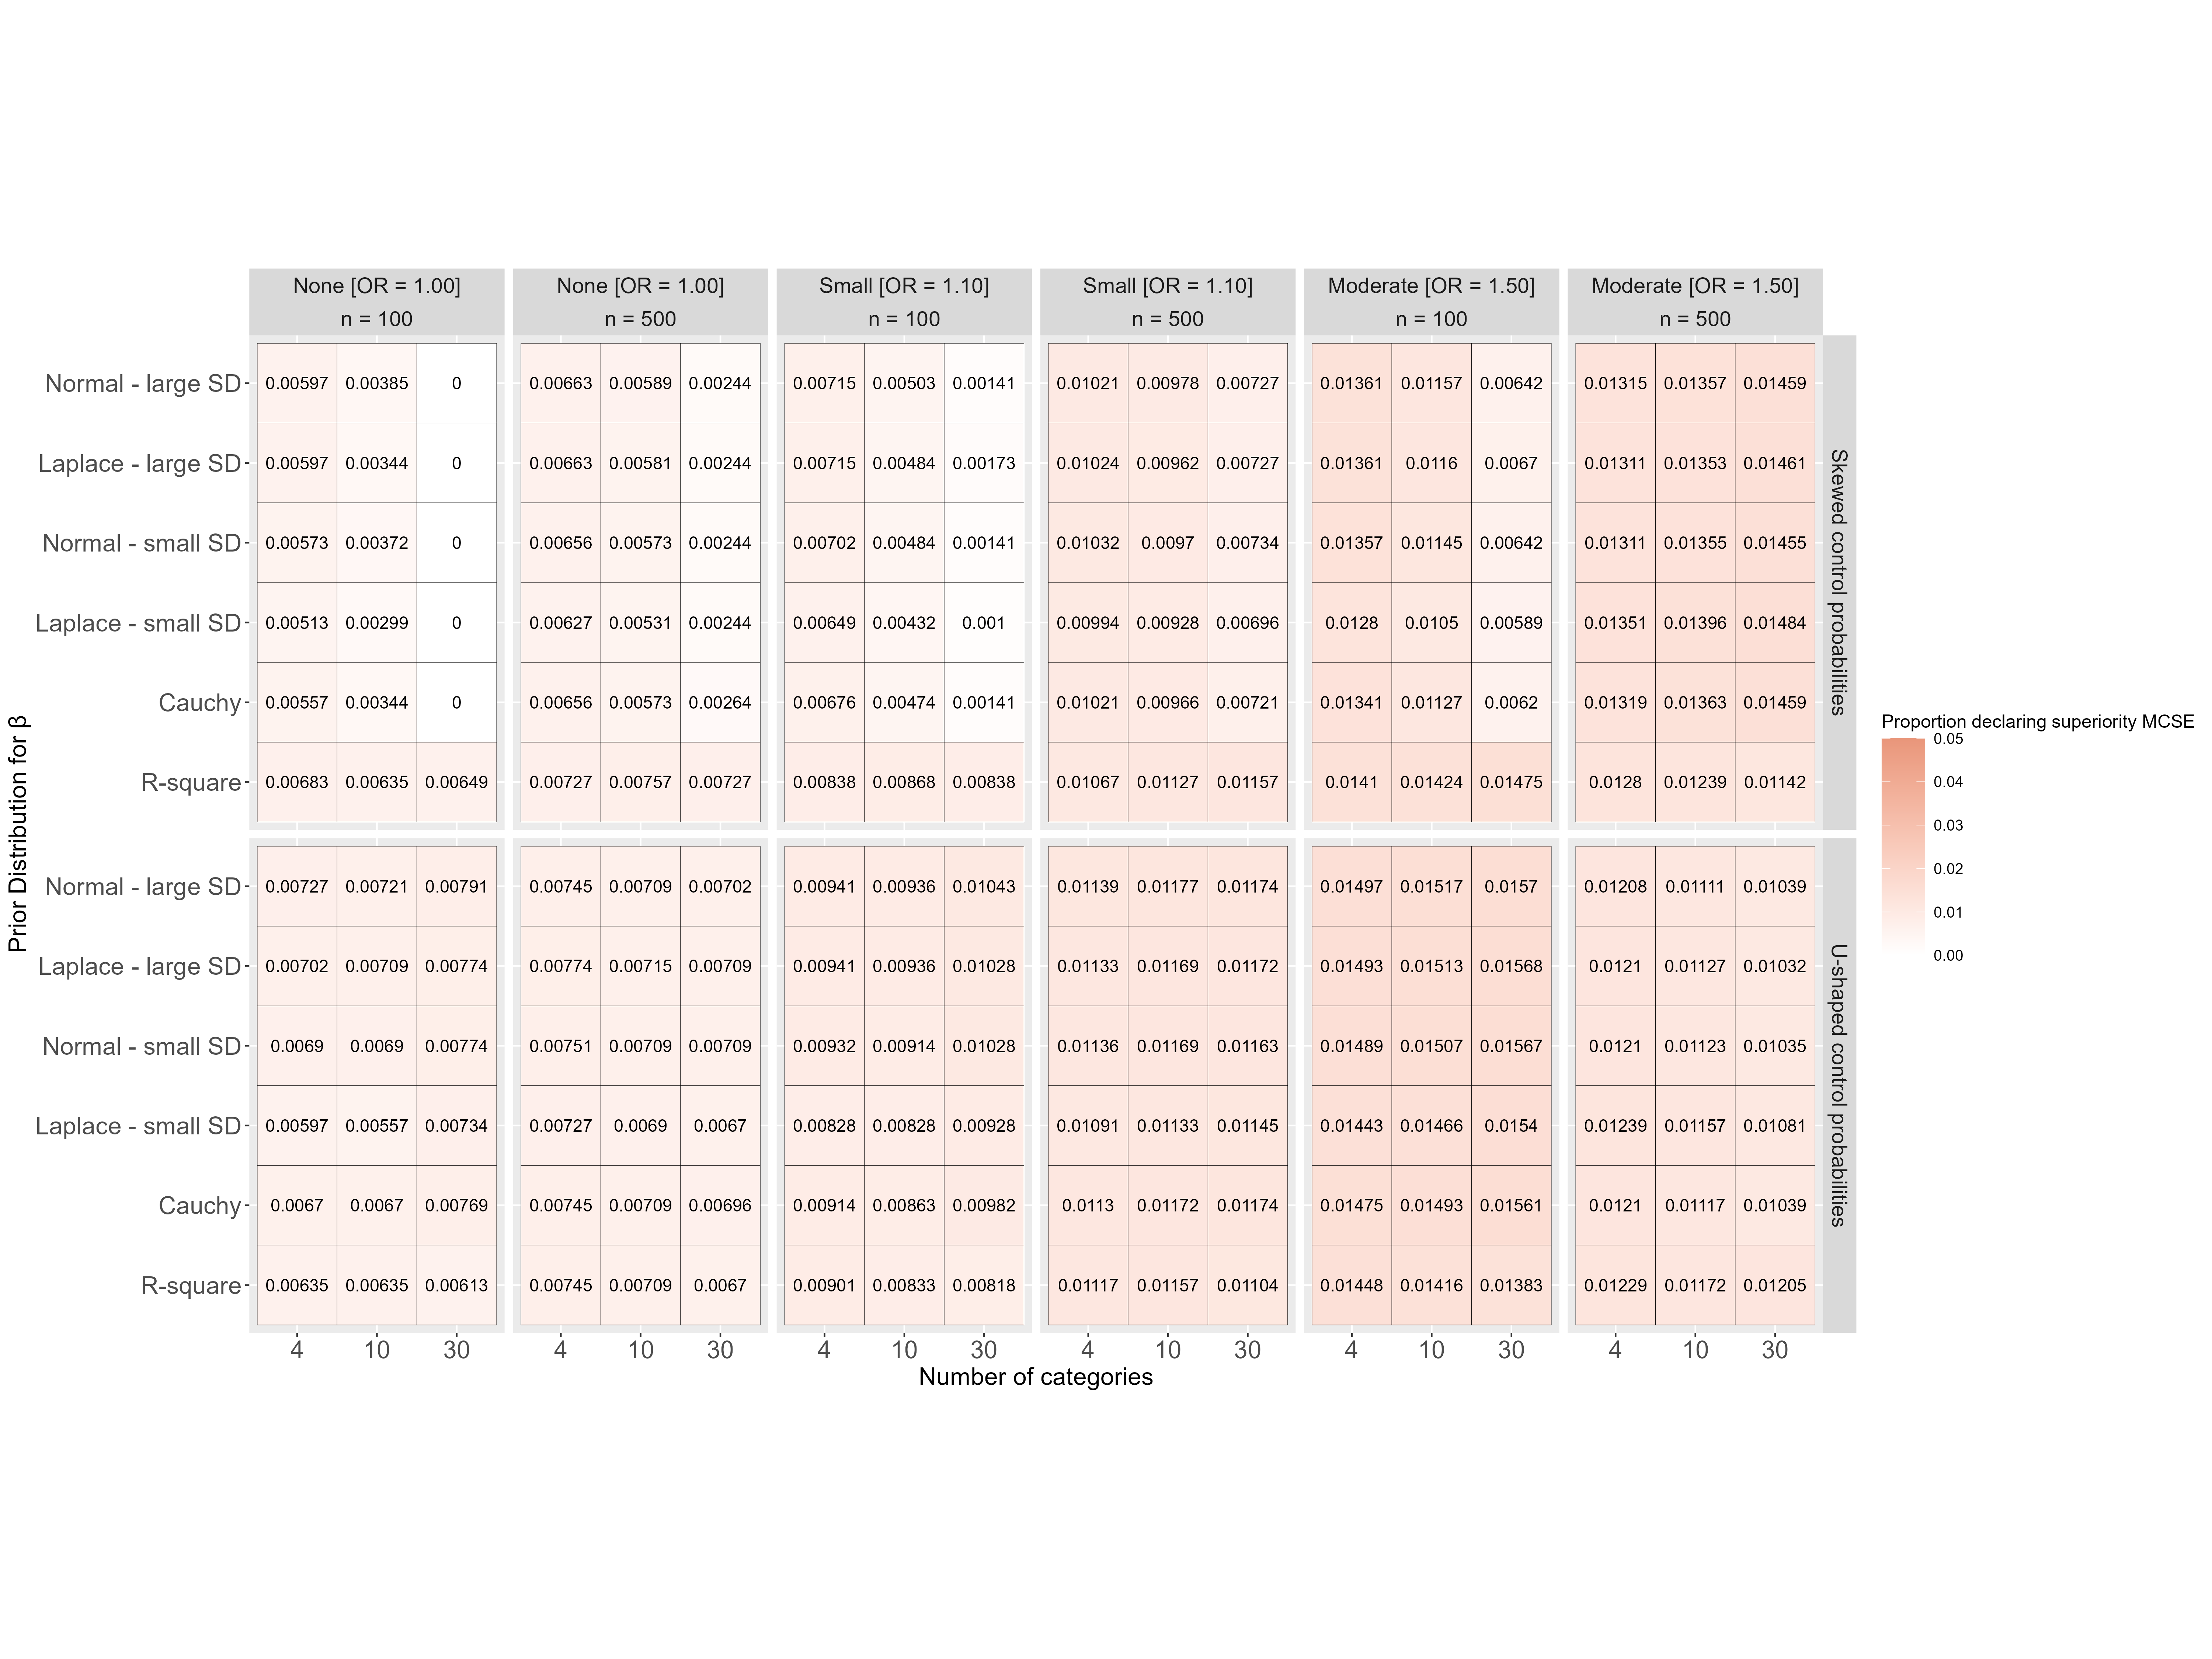 None [OR = 1.00] None [OR = 1.00] Small [OR = 1.10] Small [OR = 1.10] Moderate [OR = 1.50] Moderate [OR = 1.50]
n = 100 n = 500 n = 100 n = 500 n = 100 n = 500
Normal - large SD 0.00597 0.00385 0 0.00663 0.00589 0.00244 0.00715 0.00503 0.00141 0.01021 0.00978 0.00727 0.01361 0.01157 0.00642 0.01315 0.01357 0.01459
Laplace - large SD 0.00597 0.00344 0 0.00663 0.00581 0.00244 0.00715 0.00484 0.00173 0.01024 0.00962 0.00727 0.01361 0.0116 0.0067 0.01311 0.01353 0.01461
Normal - small SD 0.00573 0.00372 0 0.00656 0.00573 0.00244 0.00702 0.00484 0.00141 0.01032 0.0097 0.00734 0.01357 0.01145 0.00642 0.01311 0.01355 0.01455
Laplace - small SD 0.00513 0.00299 0 0.00627 0.00531 0.00244 0.00649 0.00432 0.001 0.00994 0.00928 0.00696 0.0128 0.0105 0.00589 0.01351 0.01396 0.01484
Cauchy 0.00557 0.00344 0 0.00656 0.00573 0.00264 0.00676 0.00474 0.00141 0.01021 0.00966 0.00721 0.01341 0.01127 0.0062 0.01319 0.01363 0.01459
R-square 0.00683 0.00635 0.00649 0.00727 0.00757 0.00727 0.00838 0.00868 0.00838 0.01067 0.01127 0.01157 0.0141 0.01424 0.01475 0.0128 0.01239 0.01142
Skewed control probabilities
Normal - large SD 0.00727 0.00721 0.00791 0.00745 0.00709 0.00702 0.00941 0.00936 0.01043 0.01139 0.01177 0.01174 0.01497 0.01517 0.0157 0.01208 0.01111 0.01039
Laplace - large SD 0.00702 0.00709 0.00774 0.00774 0.00715 0.00709 0.00941 0.00936 0.01028 0.01133 0.01169 0.01172 0.01493 0.01513 0.01568 0.0121 0.01127 0.01032
Normal - small SD 0.0069 0.0069 0.00774 0.00751 0.00709 0.00709 0.00932 0.00914 0.01028 0.01136 0.01169 0.01163 0.01489 0.01507 0.01567 0.0121 0.01123 0.01035
Laplace - small SD 0.00597 0.00557 0.00734 0.00727 0.0069 0.0067 0.00828 0.00828 0.00928 0.01091 0.01133 0.01145 0.01443 0.01466 0.0154 0.01239 0.01157 0.01081
Cauchy 0.0067 0.0067 0.00769 0.00745 0.00709 0.00696 0.00914 0.00863 0.00982 0.0113 0.01172 0.01174 0.01475 0.01493 0.01561 0.0121 0.01117 0.01039
R-square 0.00635 0.00635 0.00613 0.00745 0.00709 0.0067 0.00901 0.00833 0.00818 0.01117 0.01157 0.01104 0.01448 0.01416 0.01383 0.01229 0.01172 0.01205
U-shaped control probabilities
4 10 30 4 10 30 4 10 30 4 10 30 4 10 30 4 10 30
Number of categories
Prior Distribution for β
Proportion declaring superiority MCSE
0.05
0.04
0.03
0.02
0.01
0.00